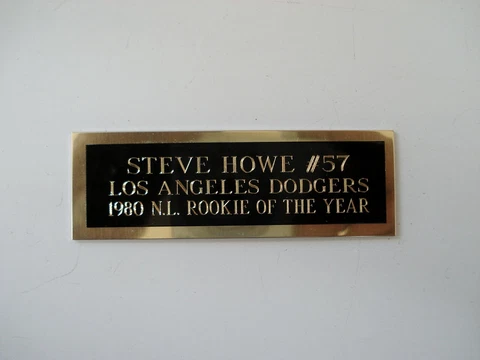 STEVE HOWE #57
LOS ANGELES DODGERS
1980 N.L. ROOKIE OF THE YEAR